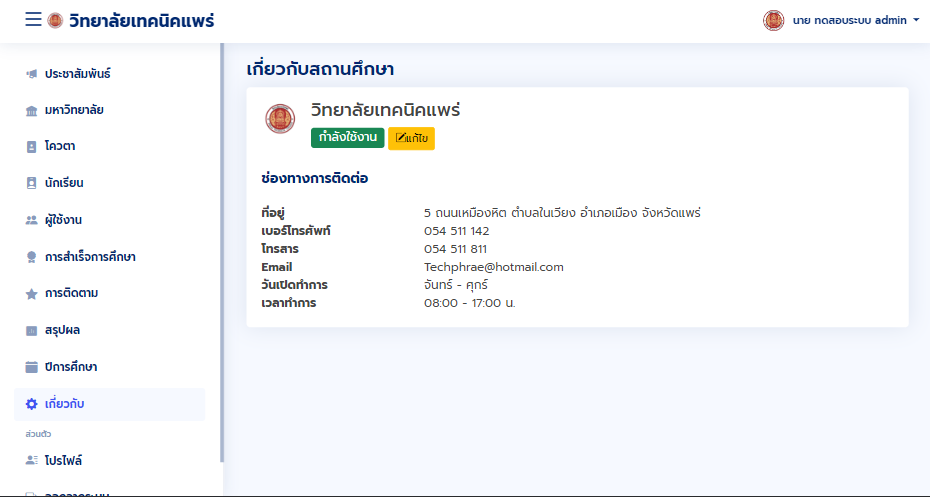 วิทยาลัยเทคนิคแพร่
นาย ทดสอบระบบ admin
ประชาสัมพันธ์
มหาวิทยาลัย
โควตา
นักเรียน
ผู้ใช้งาน
การสำเร็จการศึกษา
การติดตาม
สรุปผล
ปีการศึกษา
เกี่ยวกับ
ส่วนตัว
โปรไฟล์
เกี่ยวกับสถานศึกษา
วิทยาลัยเทคนิคแพร่
กำลังใช้งาน แก้ไข
ช่องทางการติดต่อ
ที่อยู่ 5 ถนนเหมืองหิต ตำบลในเวียง อำเภอเมือง จังหวัดแพร่
เบอร์โทรศัพท์ 054 511 142
โทรสาร 054 511 811
Email Techphrae@hotmail.com
วันเปิดทำการ จันทร์ - ศุกร์
เวลาทำการ 08:00 - 17:00 น.